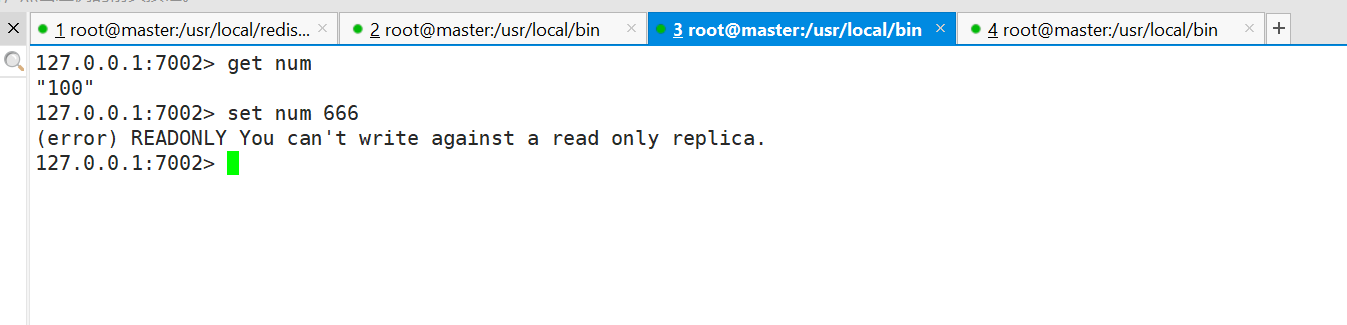 1 root@master:/usr/local/redis... × 2 root@master:/usr/local/bin × 3 root@master:/usr/local/bin × 4 root@master:/usr/local/bin × +
127.0.0.1:7002> get num
"100"
127.0.0.1:7002> set num 666
(error) READONLY You can't write against a read only replica.
127.0.0.1:7002>